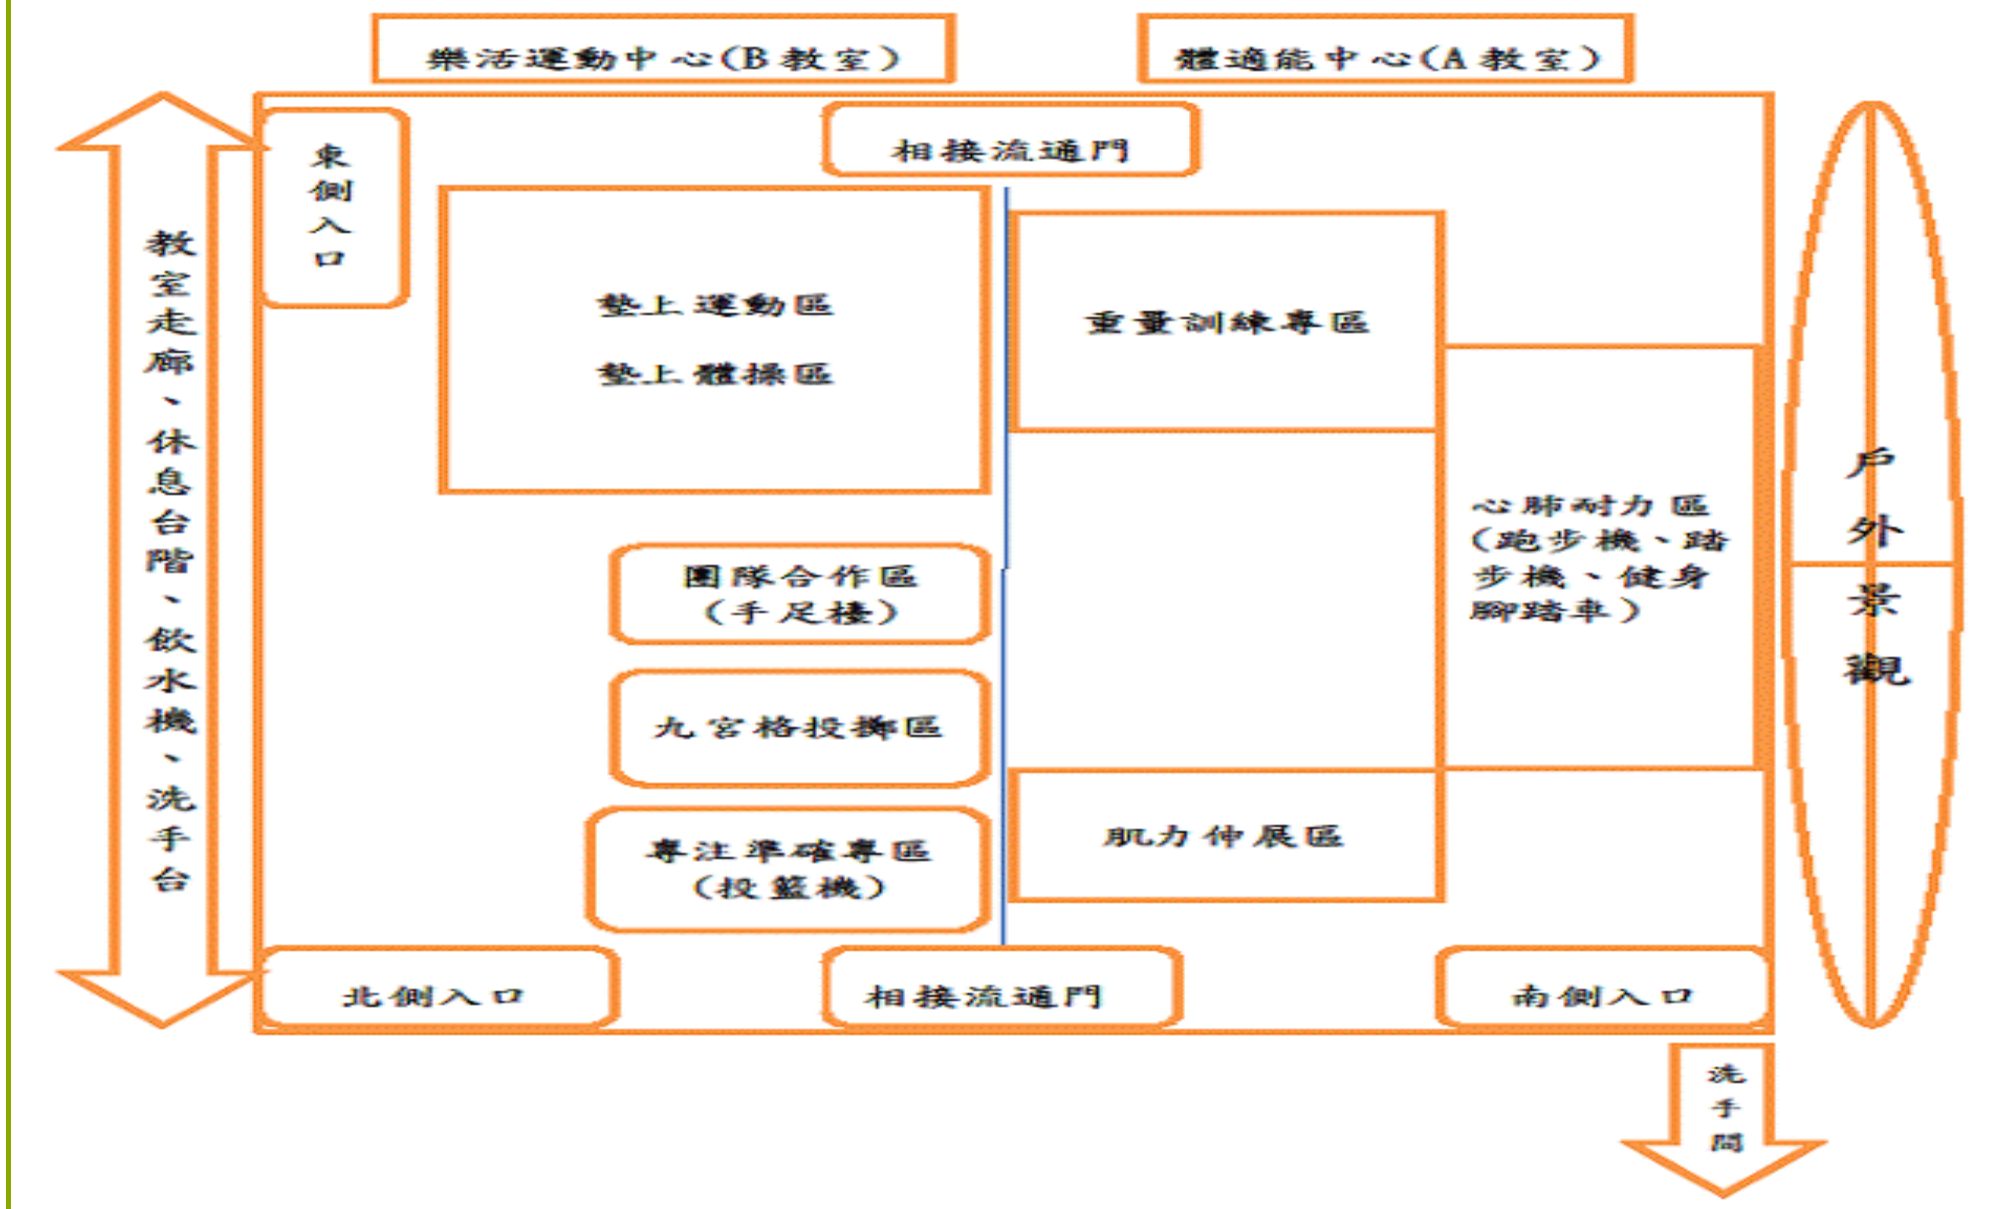 樂活運動中心(B教室)
體適能中心(A教室)
東側入口
相接流通門
教室走廊、休息台階、飲水機、洗手台
墊上運動區
墊上體操區
重量訓練專區
心肺耐力區
(跑步機、踏
步機、健身
腳踏車)
戶外景觀
團隊合作區
(手足檯)
九宮格投擲區
專注準確專區
(投籃機)
肌力伸展區
北側入口
相接流通門
南側入口
洗手間